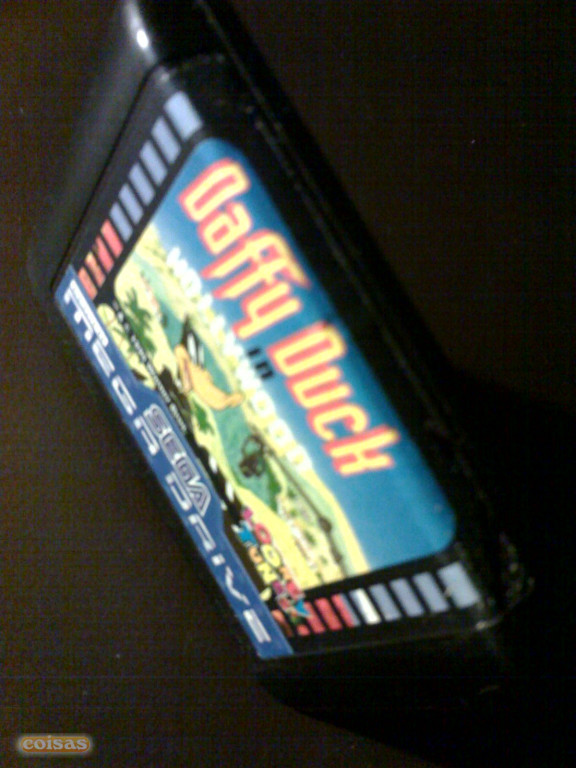 Daffy Duck
in
HOLLYWOOD
SEGA
MEGA DRIVE
coisas